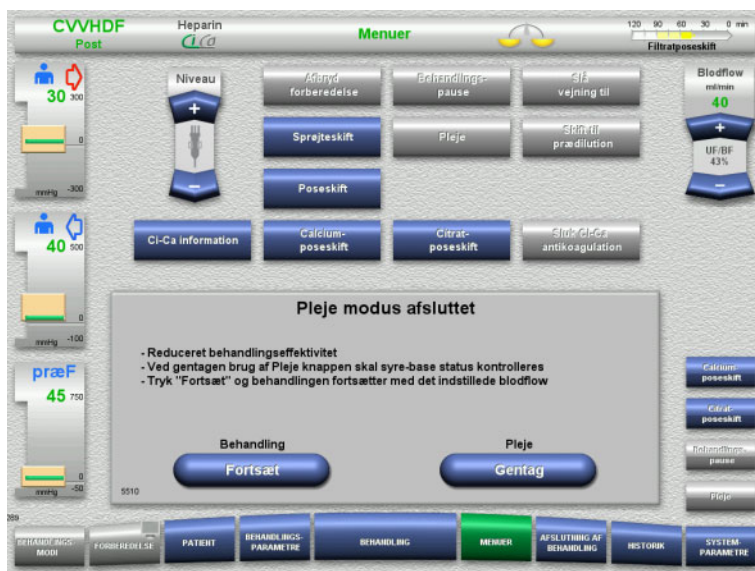 CVVHDF
Post
Heparin
Ci Ca
Menuer
120 90 60 30 0 min
Filtratposeskift
30 300
0
mmHg -300
40 500
0
mmHg -100
præF
45 750
0
mmHg -50
Niveau
+
−
Afbryd
forberedelse
Behandlings-
pause
Slå
vejning til
Sprøjteskift
Pleje
Skift til
prædilution
Poseskift
Ci-Ca information
Calcium-
poseskift
Citrat-
poseskift
Sluk Ci-Ca
antikoagulation
Blodflow
ml/min
40
+
UF/BF
43%
−
Pleje modus afsluttet
- Reduceret behandlingseffektivitet
- Ved gentagen brug af Pleje knappen skal syre-base status kontrolleres
- Tryk "Fortsæt" og behandlingen fortsætter med det indstillede blodflow
Behandling
Fortsæt
Pleje
Gentag
5510
Calcium-
poseskift
Citrat-
poseskift
Behandlings-
pause
Pleje
BEHANDLINGS-
MODI
FORBEREDELSE
PATIENT
BEHANDLINGS-
PARAMETRE
BEHANDLING
MENUER
AFSLUTNING AF
BEHANDLING
HISTORIK
SYSTEM-
PARAMETRE